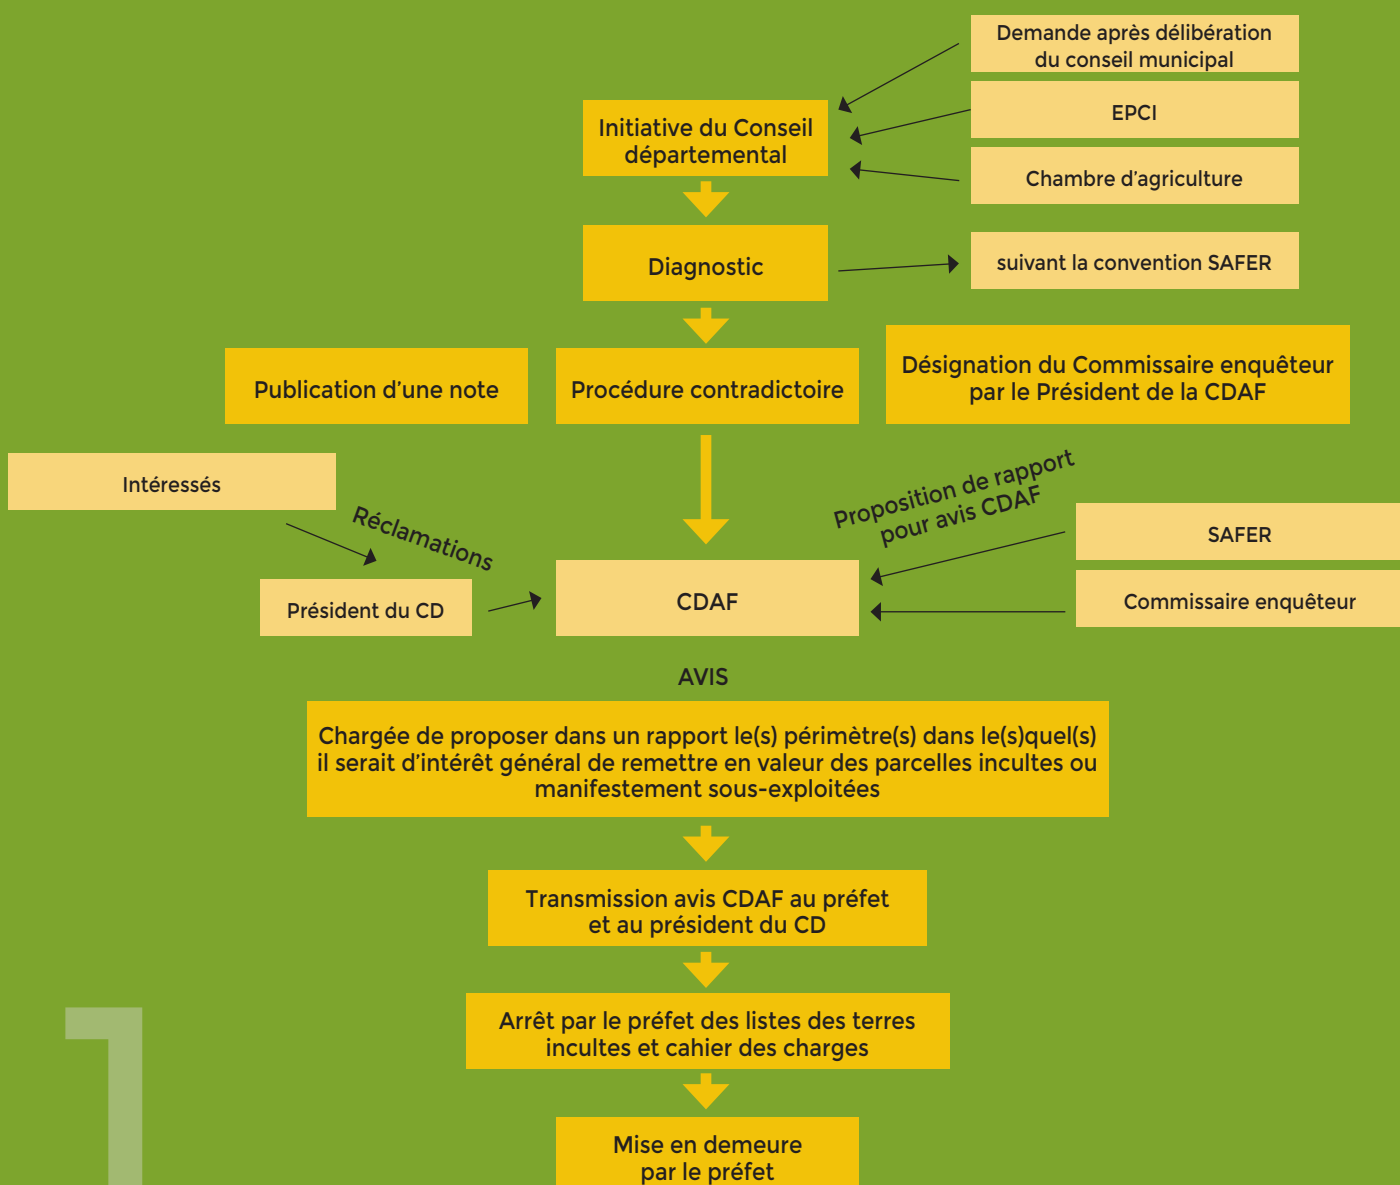 Demande après délibération
du conseil municipal
Initiative du Conseil
départemental
EPCI
Chambre d'agriculture
Diagnostic
suivant la convention SAFER
Publication d'une note
Procédure contradictoire
Désignation du Commissaire enquêteur
par le Président de la CDAF
Intéressés
Réclamations
Président du CD
CDAF
Proposition de rapport
pour avis CDAF
SAFER
Commissaire enquêteur
AVIS
Chargée de proposer dans un rapport le(s) périmètre(s) dans le(s)quel(s)
il serait d'intérêt général de remettre en valeur des parcelles incultes ou
manifestement sous-exploitées
Transmission avis CDAF au préfet
et au président du CD
Arrêt par le préfet des listes des terres
incultes et cahier des charges
Mise en demeure
par le préfet
1